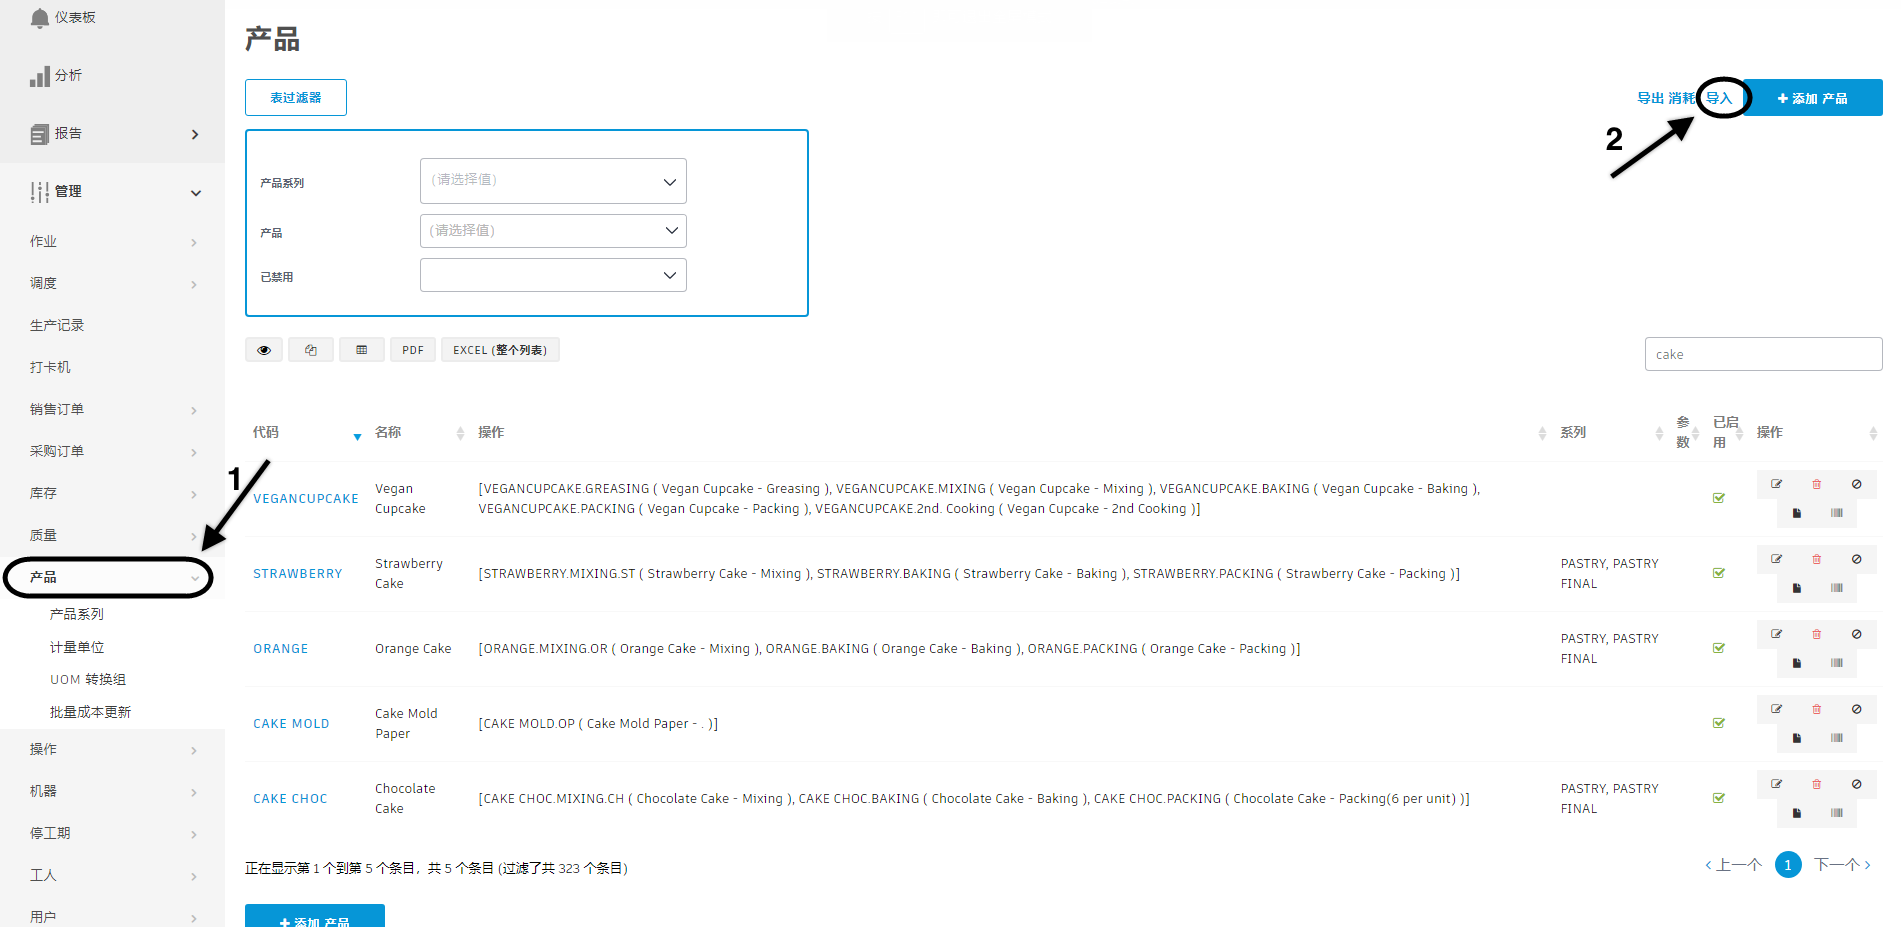 仪表板
分析
报告
管理
作业
调度
生产记录
打卡机
销售订单
采购订单
库存
质量
产品
产品系列
计量单位
UOM 转换组
批量成本更新
操作
机器
停工期
工人
用户
1
产品
表过滤器
导出 消耗 导入
添加 产品
2
产品系列 (请选择值)
产品 (请选择值)
已禁用
PDF EXCEL (整个列表)
cake
代码 名称 操作 系列 参数 已启用 操作
VEGANCUPCAKE
Vegan
Cupcake
[VEGANCUPCAKE.GREASING ( Vegan Cupcake - Greasing ), VEGANCUPCAKE.MIXING ( Vegan Cupcake - Mixing ), VEGANCUPCAKE.BAKING ( Vegan Cupcake - Baking ),
VEGANCUPCAKE.PACKING ( Vegan Cupcake - Packing ), VEGANCUPCAKE.2nd. Cooking ( Vegan Cupcake - 2nd Cooking )]
STRAWBERRY
Strawberry
Cake
[STRAWBERRY.MIXING.ST ( Strawberry Cake - Mixing ), STRAWBERRY.BAKING ( Strawberry Cake - Baking ), STRAWBERRY.PACKING ( Strawberry Cake - Packing )]
PASTRY, PASTRY
FINAL
ORANGE
Orange Cake
[ORANGE.MIXING.OR ( Orange Cake - Mixing ), ORANGE.BAKING ( Orange Cake - Baking ), ORANGE.PACKING ( Orange Cake - Packing )]
PASTRY, PASTRY
FINAL
CAKE MOLD
Cake Mold
Paper
[CAKE MOLD.OP ( Cake Mold Paper - . )]
CAKE CHOC
Chocolate
Cake
[CAKE CHOC.MIXING.CH ( Chocolate Cake - Mixing ), CAKE CHOC.BAKING ( Chocolate Cake - Baking ), CAKE CHOC.PACKING ( Chocolate Cake - Packing(6 per unit) )]
PASTRY, PASTRY
FINAL
正在显示第 1 个到第 5 个条目，共 5 个条目 (过滤了共 323 个条目)
上一个 1 下一个
添加 产品